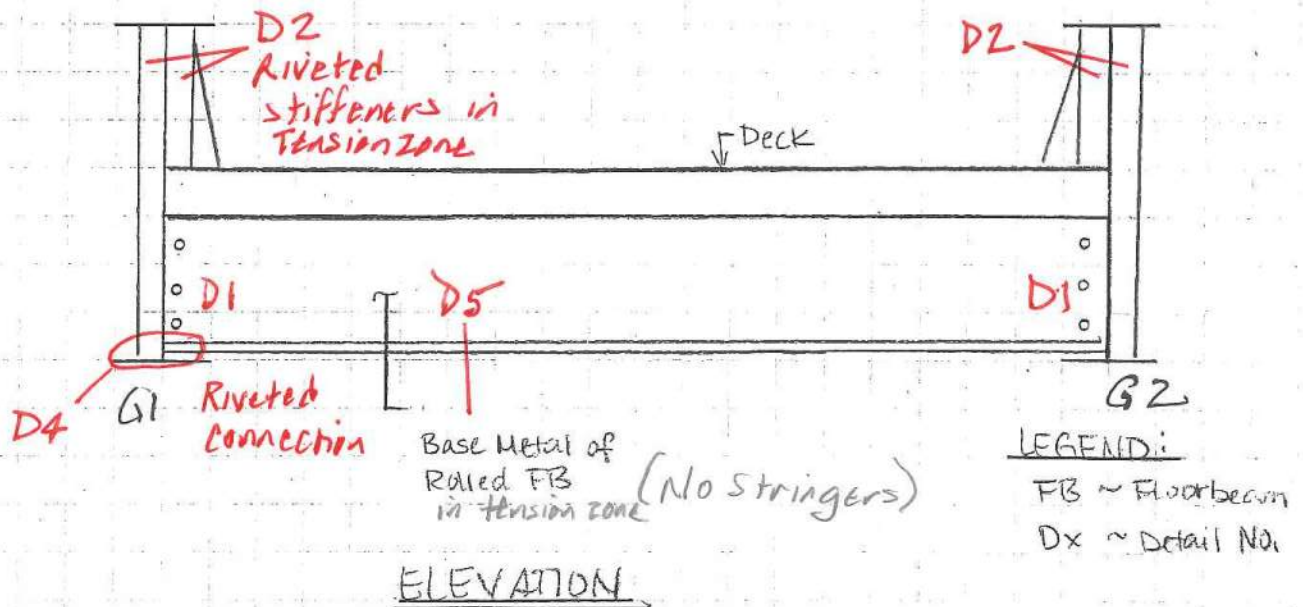 D2
Riveted
stiffeners in
Tension zone
D2
Deck
D1
D5
D1
D4
G1
Riveted
connection
G2
Base Metal of
Rolled FB
in tension zone
(No Stringers)
LEGEND:
FB ~ Floorbeam
Dx ~ Detail No.
ELEVATION